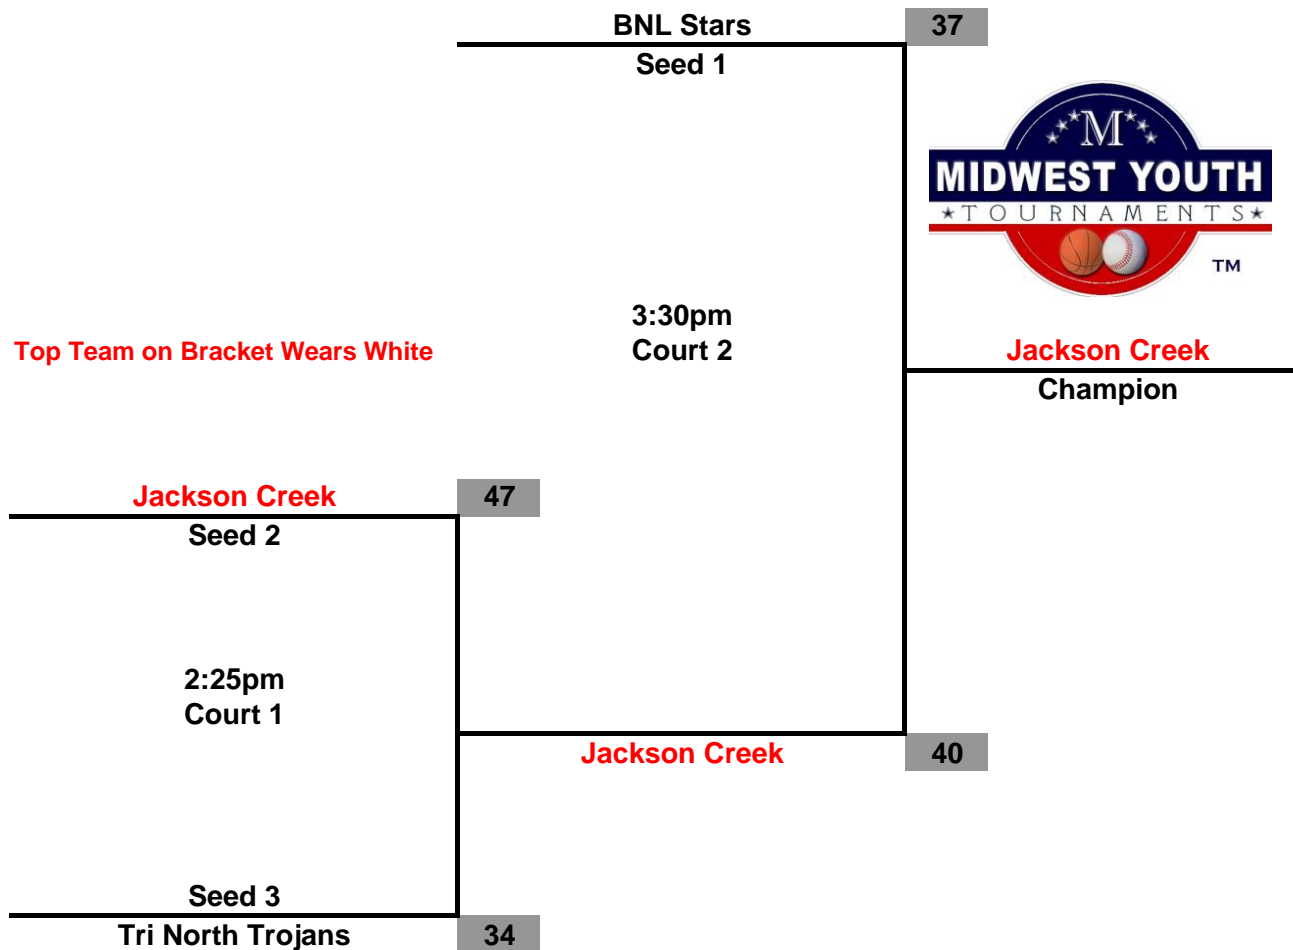 BNL Stars 37
Seed 1
M
MIDWEST YOUTH
TOURNAMENTS
TM
3:30pm
Court 2
Top Team on Bracket Wears White
Jackson Creek
Champion
Jackson Creek 47
Seed 2
2:25pm
Court 1
Jackson Creek 40
Seed 3
Tri North Trojans 34